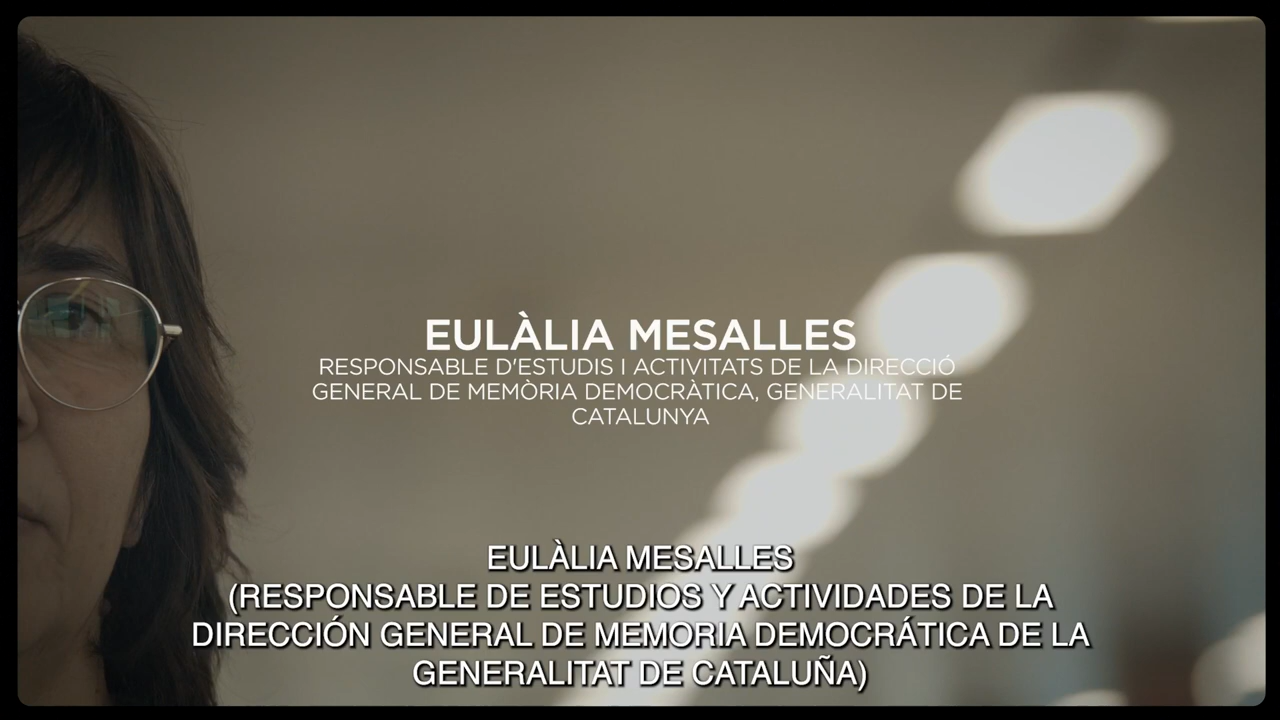 EULÀLIA MESALLES
RESPONSABLE D'ESTUDIS I ACTIVITATS DE LA DIRECCIÓ
GENERAL DE MEMÒRIA DEMOCRÀTICA, GENERALITAT DE
CATALUNYA
EULÀLIA MESALLES
(RESPONSABLE DE ESTUDIOS Y ACTIVIDADES DE LA
DIRECCIÓN GENERAL DE MEMORIA DEMOCRÁTICA DE LA
GENERALITAT DE CATALUÑA)